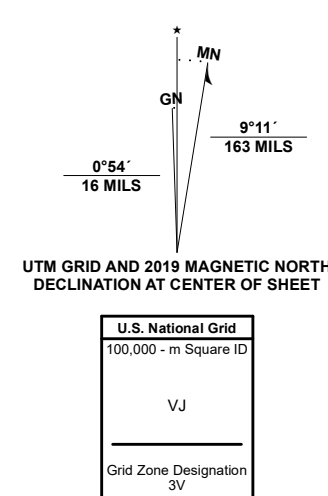 MN
GN
9°11´
163 MILS
0°54´
16 MILS
UTM GRID AND 2019 MAGNETIC NORTH
DECLINATION AT CENTER OF SHEET
U.S. National Grid
100,000 - m Square ID
VJ
Grid Zone Designation
3V